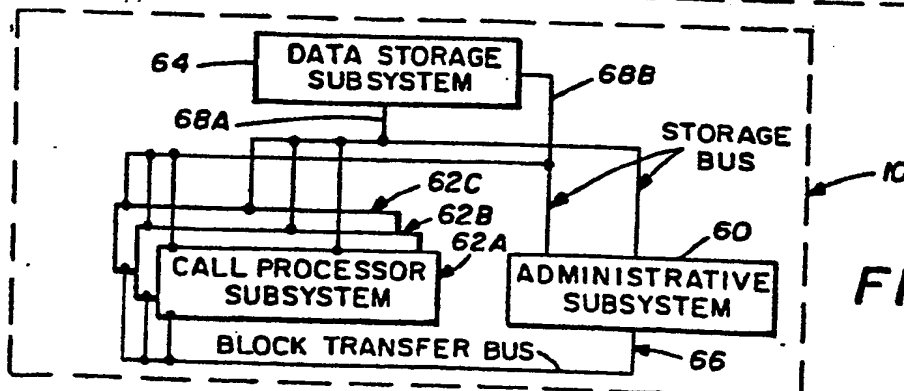 64
DATA STORAGE
SUBSYSTEM
68B
68A
STORAGE
BUS
10
62C
62B
62A
60
CALL PROCESSOR
SUBSYSTEM
ADMINISTRATIVE
SUBSYSTEM
BLOCK TRANSFER BUS
66